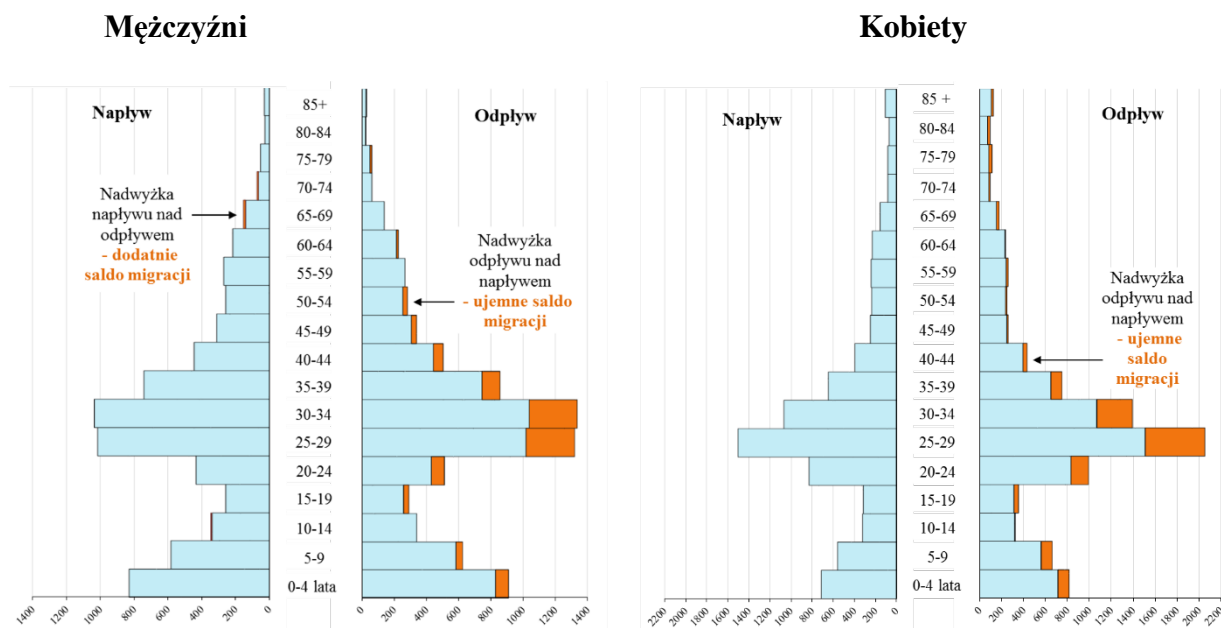 Mężczyźni
Napływ
Odpływ
Nadwyżka
napływu nad
odpływem
- dodatnie
saldo migracji
Nadwyżka
odpływu nad
napływem
- ujemne saldo
migracji
85+
80-84
75-79
70-74
65-69
60-64
55-59
50-54
45-49
40-44
35-39
30-34
25-29
20-24
15-19
10-14
5-9
0-4 lata
1400 1200 1000 800 600 400 200 0
0 200 400 600 800 1000 1200 1400
Kobiety
Napływ
Odpływ
Nadwyżka
odpływu nad
napływem
- ujemne
saldo
migracji
85 +
80-84
75-79
70-74
65-69
60-64
55-59
50-54
45-49
40-44
35-39
30-34
25-29
20-24
15-19
10-14
5-9
0-4 lata
2200 2000 1800 1600 1400 1200 1000 800 600 400 200 0
0 200 400 600 800 1000 1200 1400 1600 1800 2000 2200